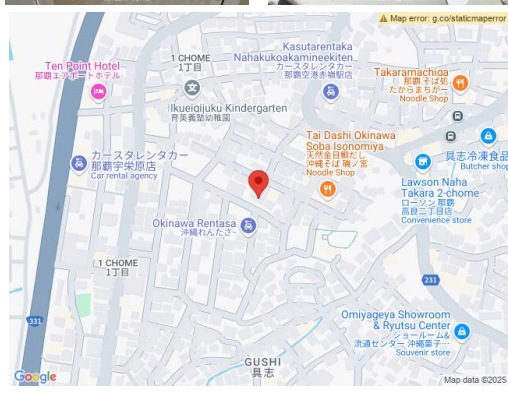 Map error: g.co/staticmaperror
Ten Point Hotel
那覇エアポートホテル
1 CHOME
1丁目
Kasutarentaka
Nahakukoakamineekiten
カースタレンタカー
那覇空港赤嶺駅店
Takaramachiga
那覇 そば処
たからまちがー
Noodle Shop
Ikueigijuku Kindergarten
育英義塾幼稚園
Tai Dashi Okinawa
Soba Isonomiya
天然金目鯛だし
沖縄そば 磯ノ宮
Noodle Shop
具志冷凍食品
Butcher shop
カースタレンタカー
那覇宇栄原店
Car rental agency
Lawson Naha
Takara 2-chome
ローソン 那覇
高良二丁目店
Convenience store
Okinawa Rentasa
沖縄れんたさ~
1 CHOME
1丁目
231
331
Omiyageya Showroom
& Ryutsu Center
ショールーム&
流通センター 沖縄菓子…
Souvenir store
GUSHI
具志
Google
Map data ©2025